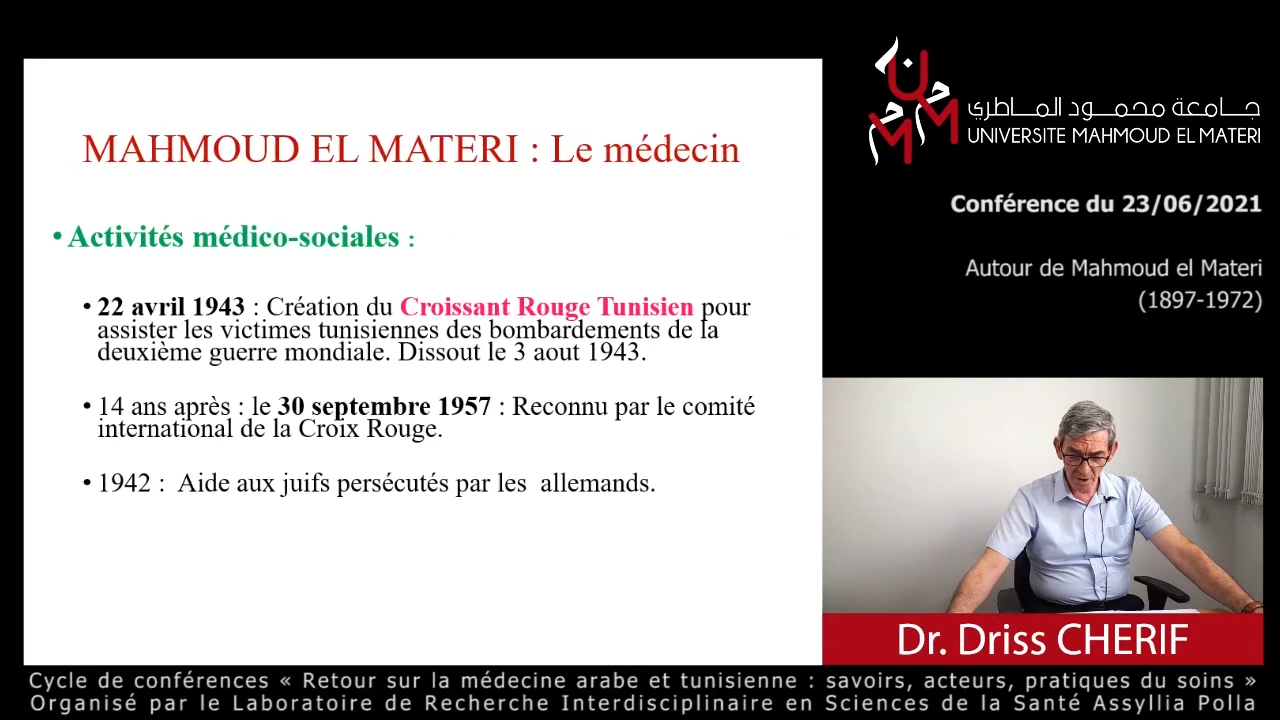 MAHMOUD EL MATERI : Le médecin
• Activités médico-sociales :
• 22 avril 1943 : Création du Croissant Rouge Tunisien pour
assister les victimes tunisiennes des bombardements de la
deuxième guerre mondiale. Dissout le 3 aout 1943.
• 14 ans après : le 30 septembre 1957 : Reconnu par le comité
international de la Croix Rouge.
• 1942 : Aide aux juifs persécutés par les allemands.
جامعة محمود الماطري
UNIVERSITE MAHMOUD EL MATERI
Conférence du 23/06/2021
Autour de Mahmoud el Materi
(1897-1972)
Dr. Driss CHERIF
Cycle de conférences « Retour sur la médecine arabe et tunisienne : savoirs, acteurs, pratiques du soins »
Organisé par le Laboratoire de Recherche Interdisciplinaire en Sciences de la Santé Assyllia Polla